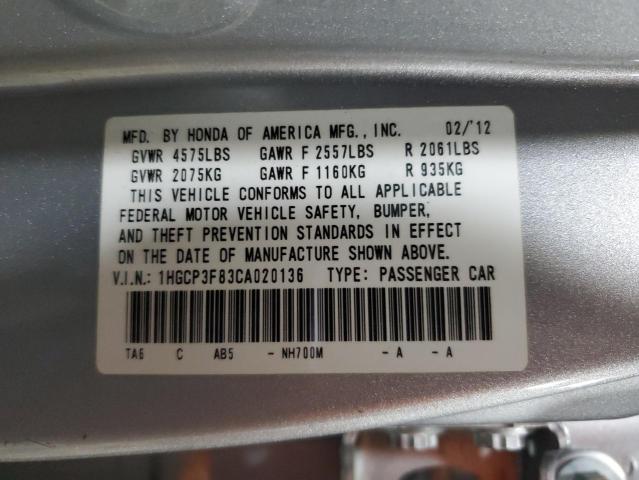 MFD. BY HONDA OF AMERICA MFG., INC. 02/'12
GVWR 4575LBS GAWR F 2557LBS R 2061LBS
GVWR 2075KG GAWR F 1160KG R 935KG
THIS VEHICLE CONFORMS TO ALL APPLICABLE
FEDERAL MOTOR VEHICLE SAFETY, BUMPER,
AND THEFT PREVENTION STANDARDS IN EFFECT
ON THE DATE OF MANUFACTURE SHOWN ABOVE.
V.I.N.: 1HGCP3F83CA020136 TYPE: PASSENGER CAR
TA6 C AB5 - NH700M - A - A